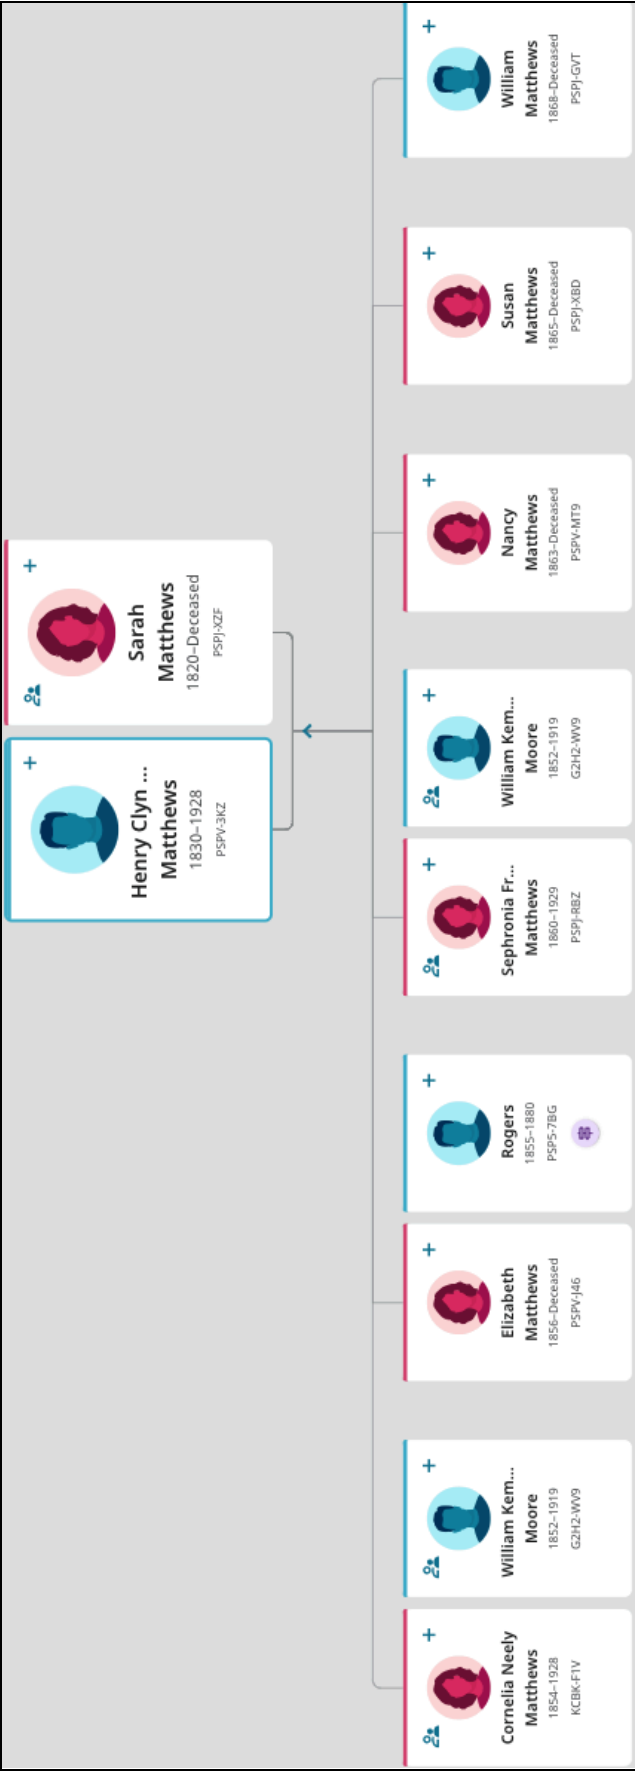 Henry Clyn ...
Matthews
1830–1928
PSPV-3KZ
Sarah
Matthews
1820–Deceased
PSPJ-XZF
Cornelia Neely
Matthews
1854–1928
KCBK-F1V
William Kem...
Moore
1852–1919
G2H2-WV9
Elizabeth
Matthews
1856–Deceased
PSPV-J46
Rogers
1855–1880
PSP5-7BG
Sephronia Fr...
Matthews
1860–1929
PSPJ-RBZ
William Kem...
Moore
1852–1919
G2H2-WV9
Nancy
Matthews
1863–Deceased
PSPV-MT9
Susan
Matthews
1865–Deceased
PSPJ-XBD
William
Matthews
1868–Deceased
PSPJ-GVT